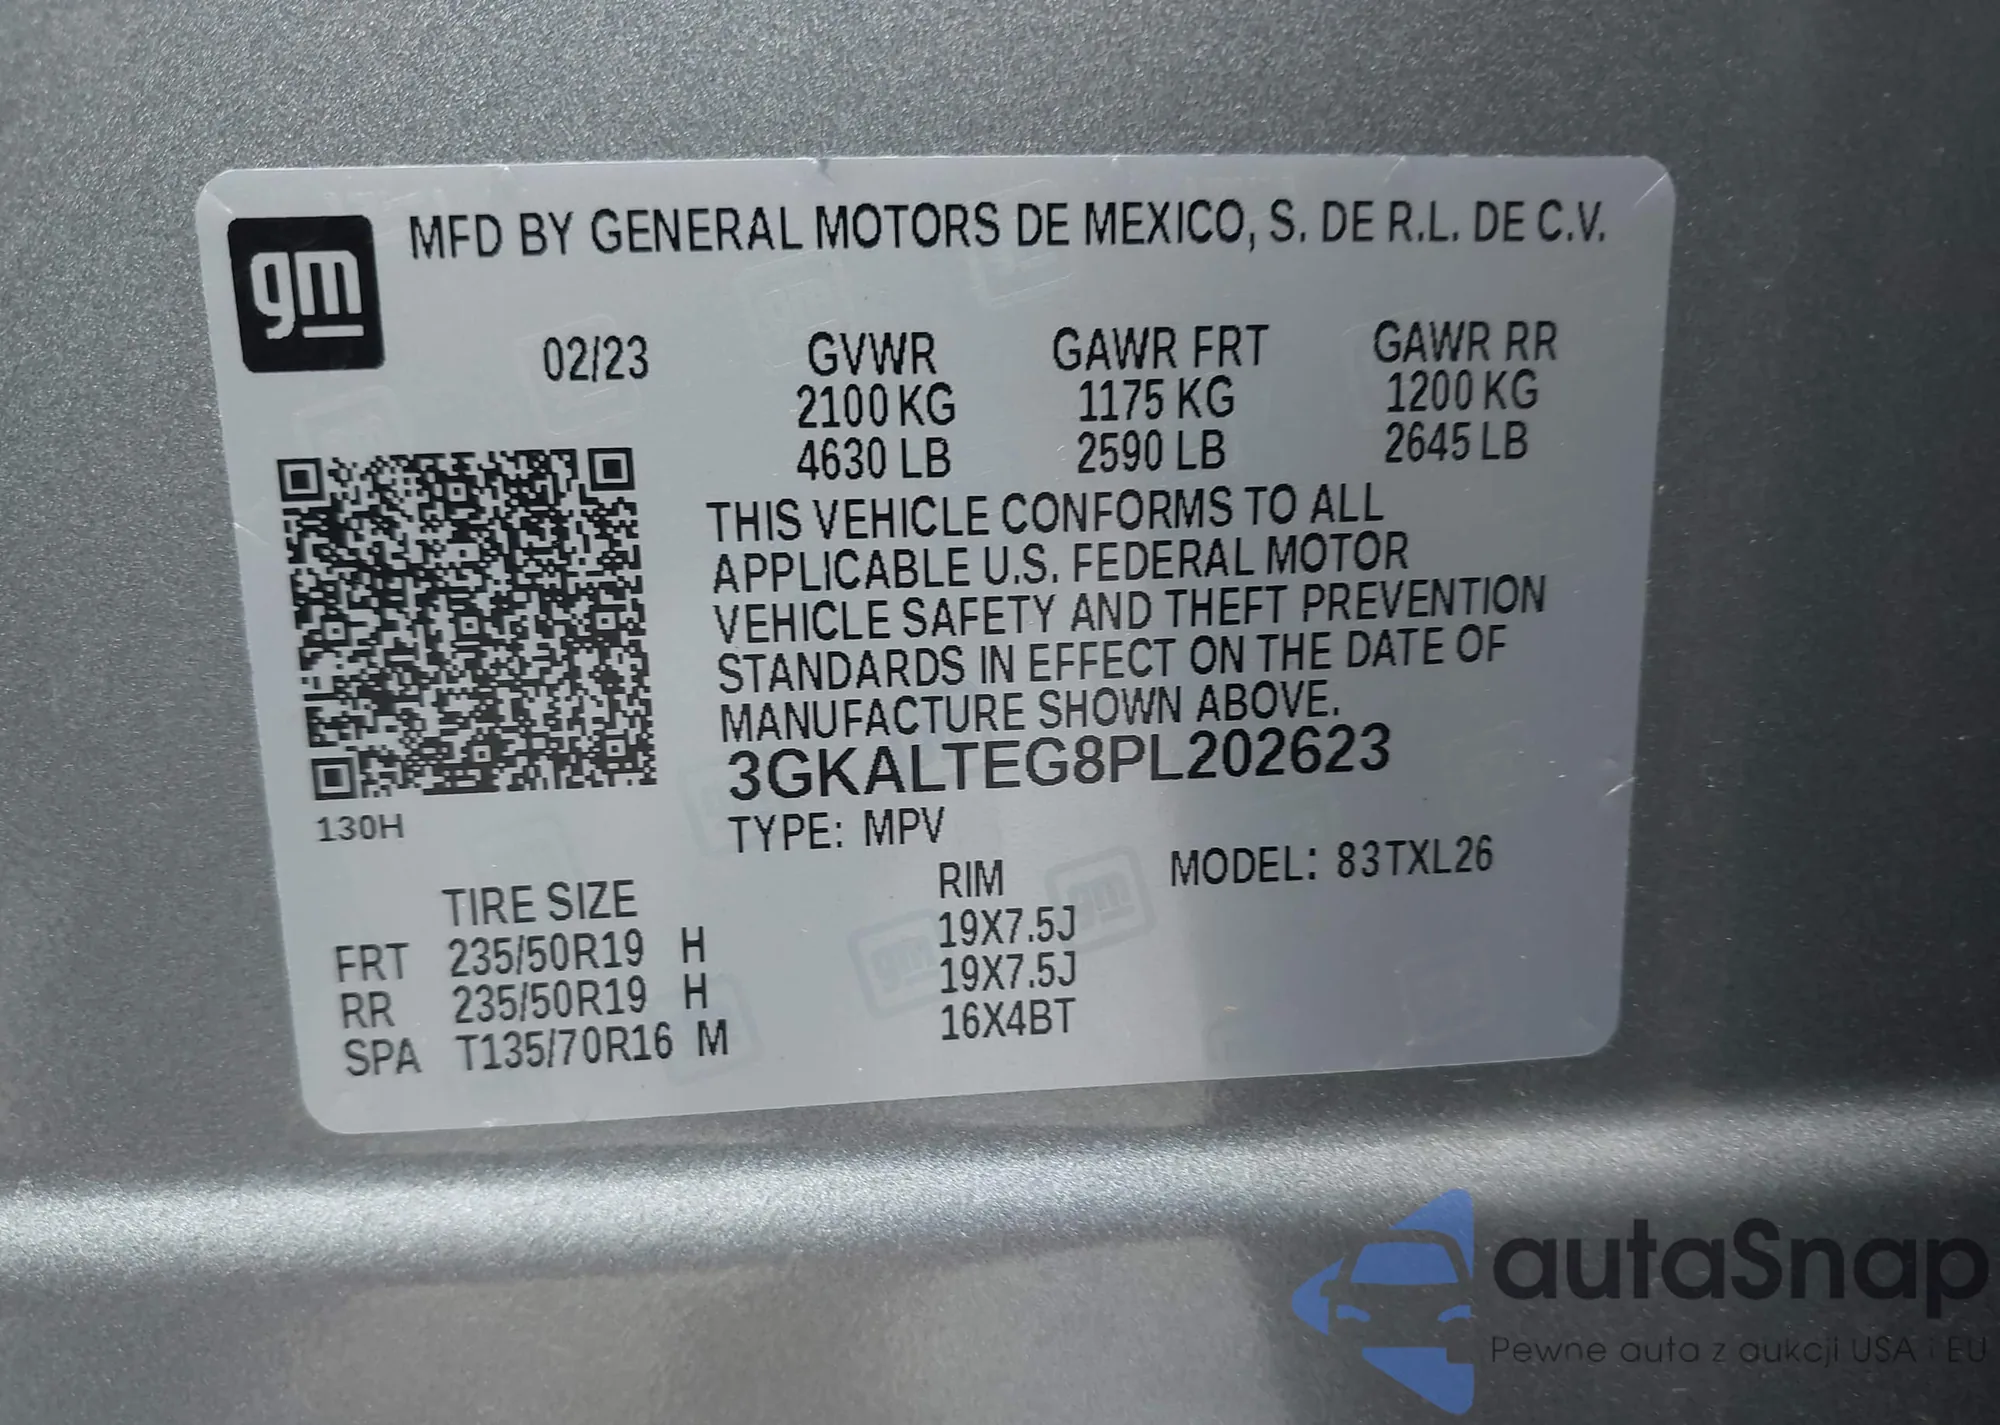 gm
MFD BY GENERAL MOTORS DE MEXICO, S. DE R.L. DE C.V.
02/23 GVWR GAWR FRT GAWR RR
2100 KG 1175 KG 1200 KG
4630 LB 2590 LB 2645 LB
THIS VEHICLE CONFORMS TO ALL
APPLICABLE U.S. FEDERAL MOTOR
VEHICLE SAFETY AND THEFT PREVENTION
STANDARDS IN EFFECT ON THE DATE OF
MANUFACTURE SHOWN ABOVE.
3GKALTEG8PL202623
130H
TYPE: MPV
MODEL: 83TXL26
TIRE SIZE RIM
FRT 235/50R19 H 19X7.5J
RR 235/50R19 H 19X7.5J
SPA T135/70R16 M 16X4BT
gm
gm
autaSnap
Pewne auta z aukcji USA i EU